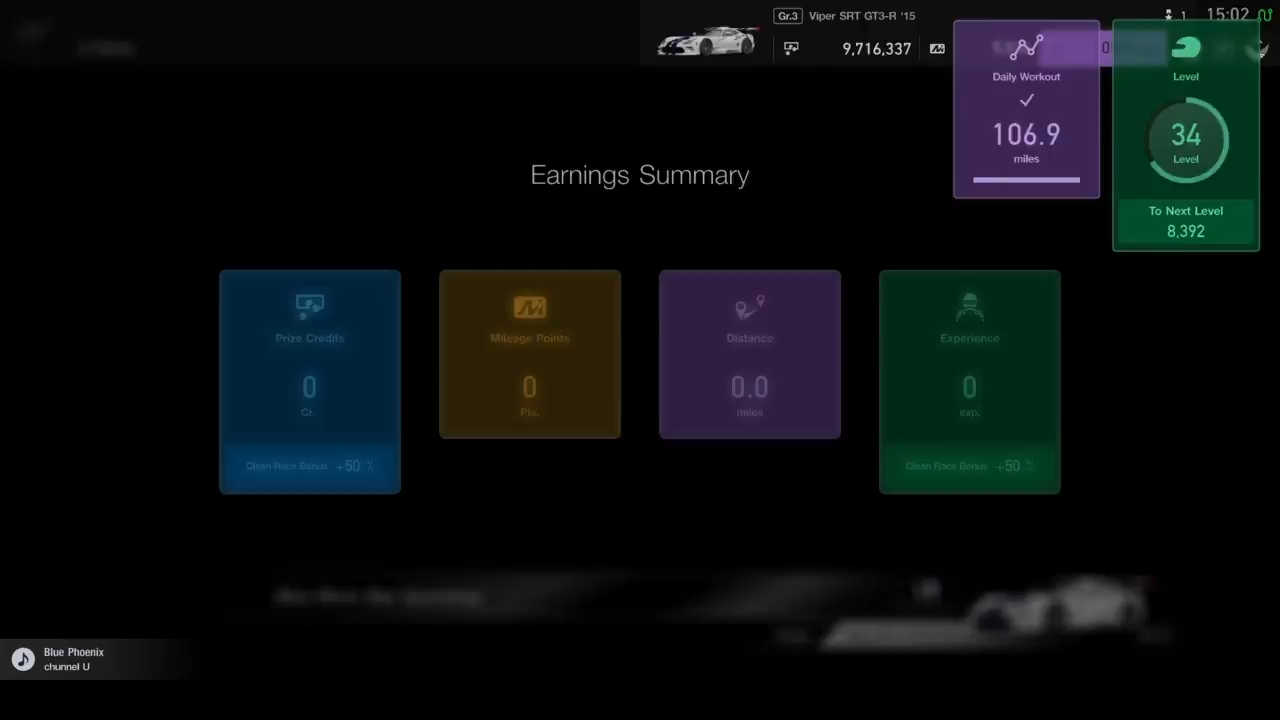 Gr.3 Viper SRT GT3-R '15
1 15:02
9,716,337
Daily Workout
106.9
miles
Level
34
Level
To Next Level
8,392
Earnings Summary
Prize Credits
0
Cr.
Clean Race Bonus +50 %
Mileage Points
0
Pts.
Distance
0.0
miles
Experience
0
exp.
Clean Race Bonus +50 %
Blue Phoenix
chunnel U